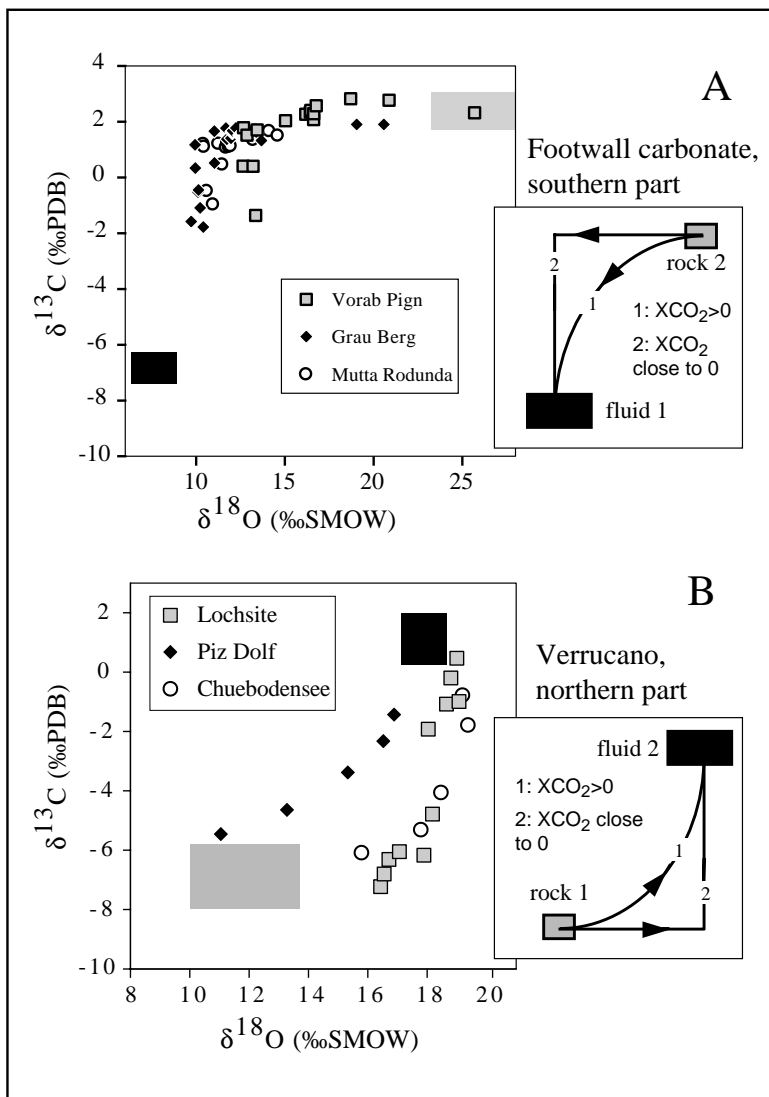 A
4
2
0
-2
-4
-6
-8
-10
δ13C (‰PDB)
Vorab Pign
Grau Berg
Mutta Rodunda
10
15
20
25
δ18O (‰SMOW)
Footwall carbonate,
southern part
rock 2
2
1
1: XCO2>0
2: XCO2
close to 0
fluid 1
B
2
0
-2
-4
-6
-8
-10
δ13C (‰PDB)
Lochsite
Piz Dolf
Chuebodensee
8
10
12
14
16
18
20
δ18O (‰SMOW)
Verrucano,
northern part
fluid 2
1: XCO2>0
2: XCO2 close
to 0
1
2
rock 1